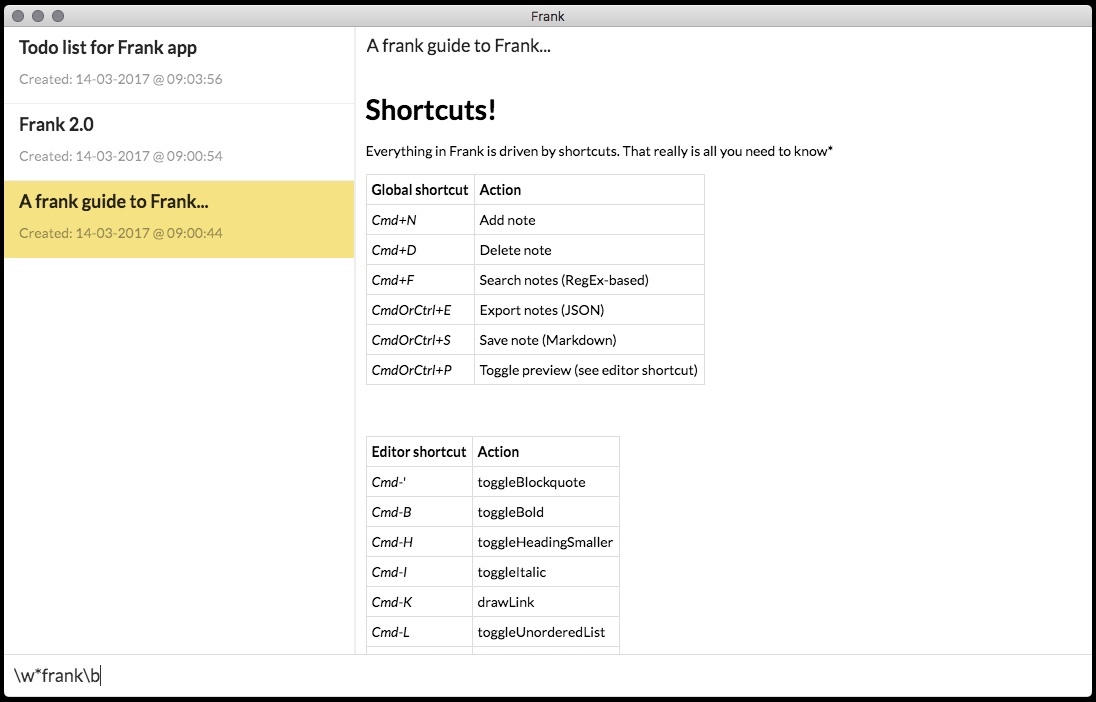 Frank
Todo list for Frank app
Created: 14-03-2017 @ 09:03:56
Frank 2.0
Created: 14-03-2017 @ 09:00:54
A frank guide to Frank...
Created: 14-03-2017 @ 09:00:44
A frank guide to Frank...
Shortcuts!
Everything in Frank is driven by shortcuts. That really is all you need to know*
Global shortcut Action
Cmd+N Add note
Cmd+D Delete note
Cmd+F Search notes (RegEx-based)
CmdOrCtrl+E Export notes (JSON)
CmdOrCtrl+S Save note (Markdown)
CmdOrCtrl+P Toggle preview (see editor shortcut)
Editor shortcut Action
Cmd-' toggleBlockquote
Cmd-B toggleBold
Cmd-H toggleHeadingSmaller
Cmd-I toggleItalic
Cmd-K drawLink
Cmd-L toggleUnorderedList
\w*frank\b